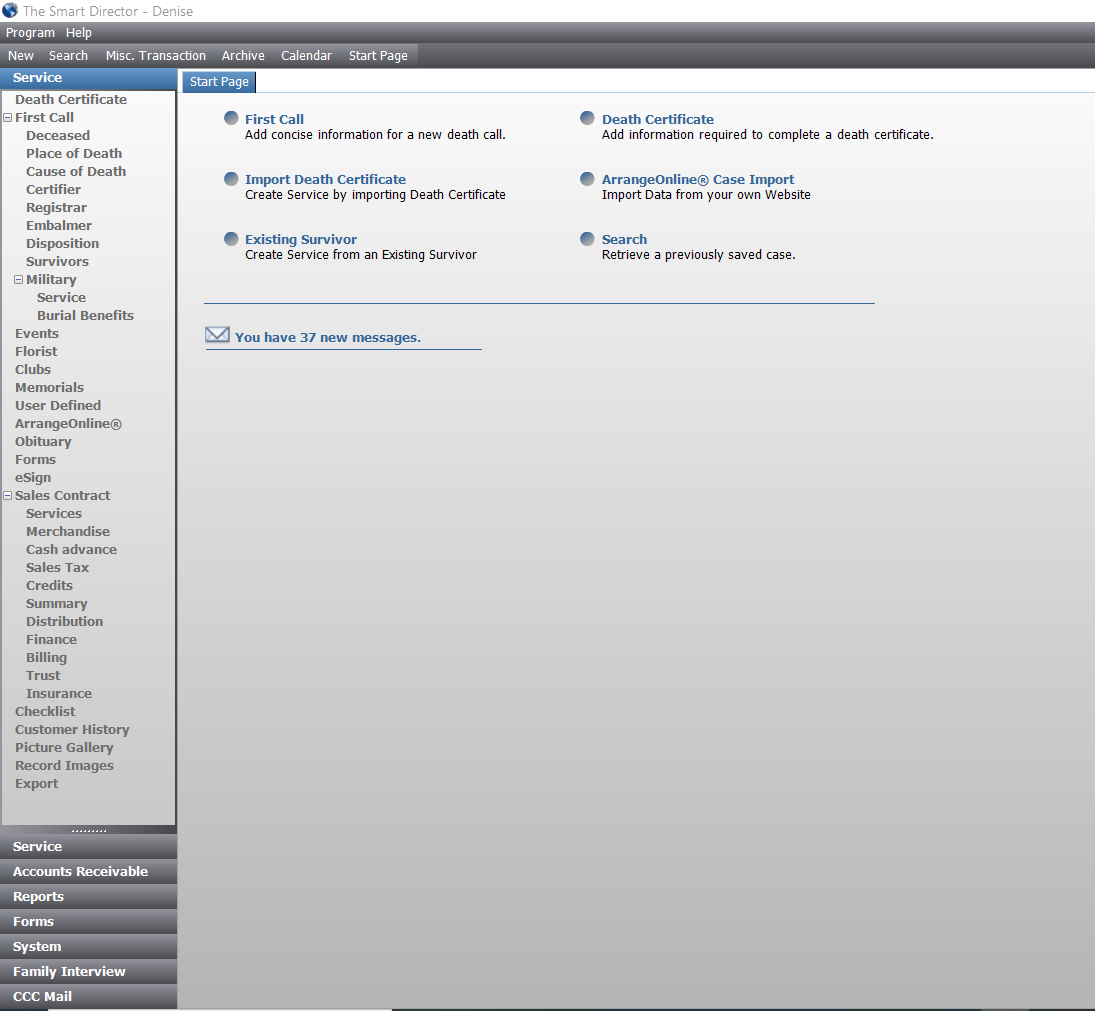 The Smart Director - Denise
Program Help
New Search Misc. Transaction Archive Calendar Start Page
Service
Death Certificate
First Call
Deceased
Place of Death
Cause of Death
Certifier
Registrar
Embalmer
Disposition
Survivors
Military
Service
Burial Benefits
Events
Florist
Clubs
Memorials
User Defined
ArrangeOnline®
Obituary
Forms
eSign
Sales Contract
Services
Merchandise
Cash advance
Sales Tax
Credits
Summary
Distribution
Finance
Billing
Trust
Insurance
Checklist
Customer History
Picture Gallery
Record Images
Export
Service
Accounts Receivable
Reports
Forms
System
Family Interview
CCC Mail
Start Page
First Call
Add concise information for a new death call.
Death Certificate
Add information required to complete a death certificate.
Import Death Certificate
Create Service by importing Death Certificate
ArrangeOnline® Case Import
Import Data from your own Website
Existing Survivor
Create Service from an Existing Survivor
Search
Retrieve a previously saved case.
You have 37 new messages.